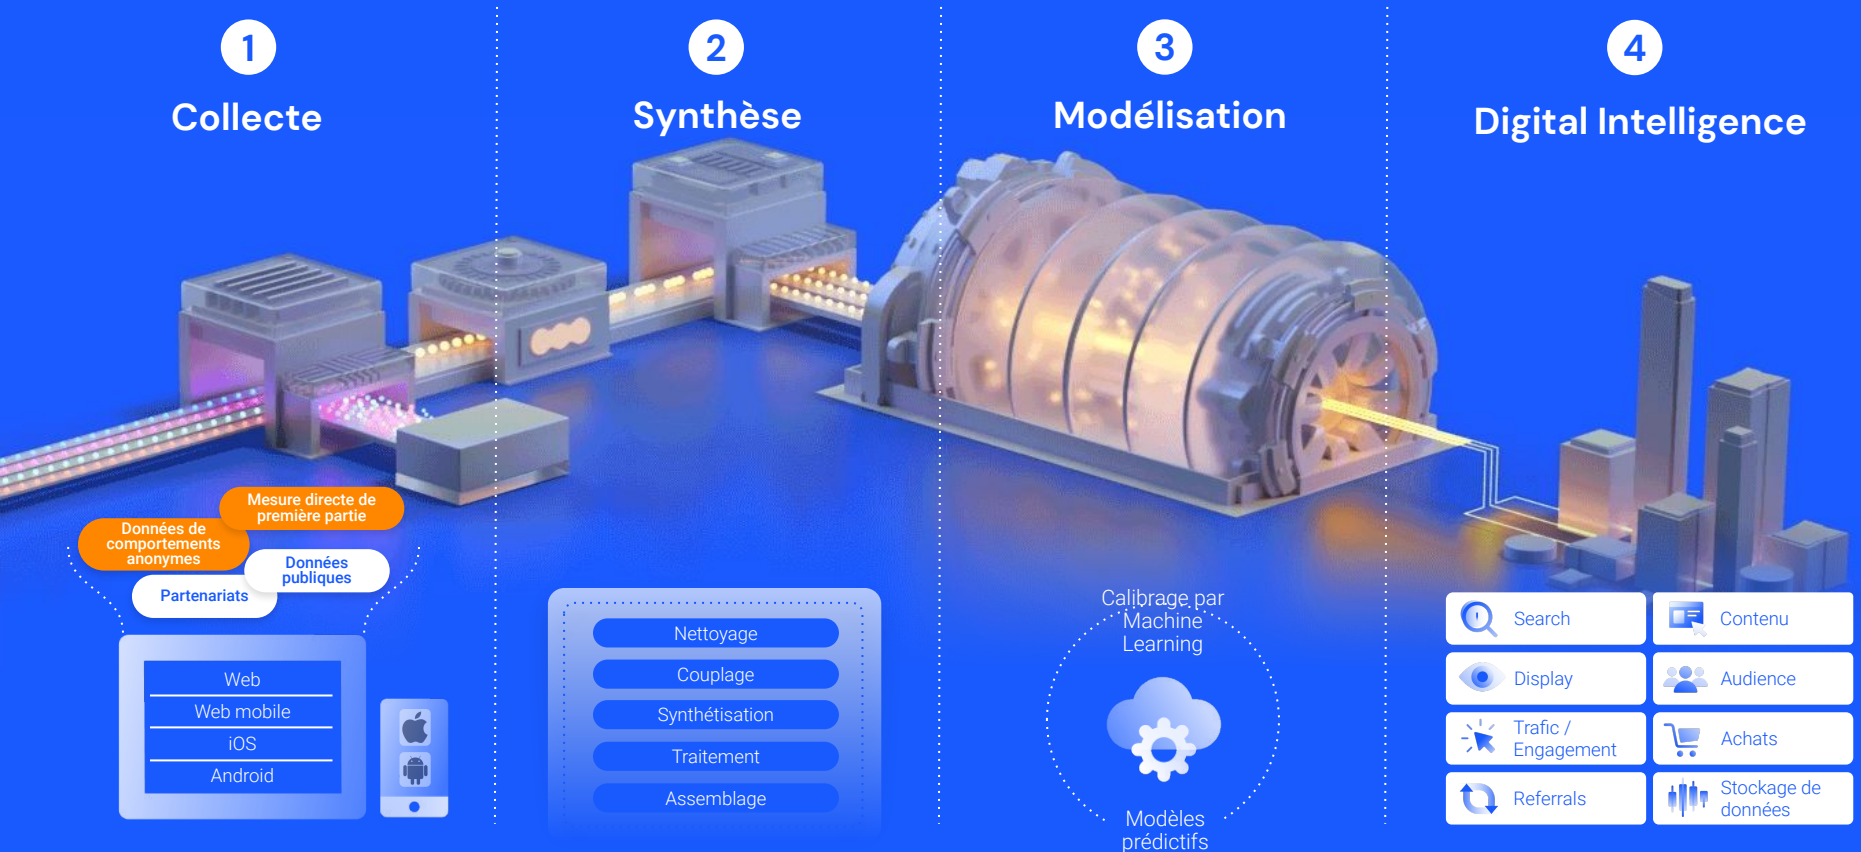 1
Collecte
Mesure directe de
première partie
Données de
comportements
anonymes
Données
publiques
Partenariats
Web
Web mobile
iOS
Android
2
Synthèse
Nettoyage
Couplage
Synthétisation
Traitement
Assemblage
3
Modélisation
Calibrage par
Machine
Learning
Modèles
prédictifs
4
Digital Intelligence
Search
Contenu
Display
Audience
Trafic /
Engagement
Achats
Referrals
Stockage de
données